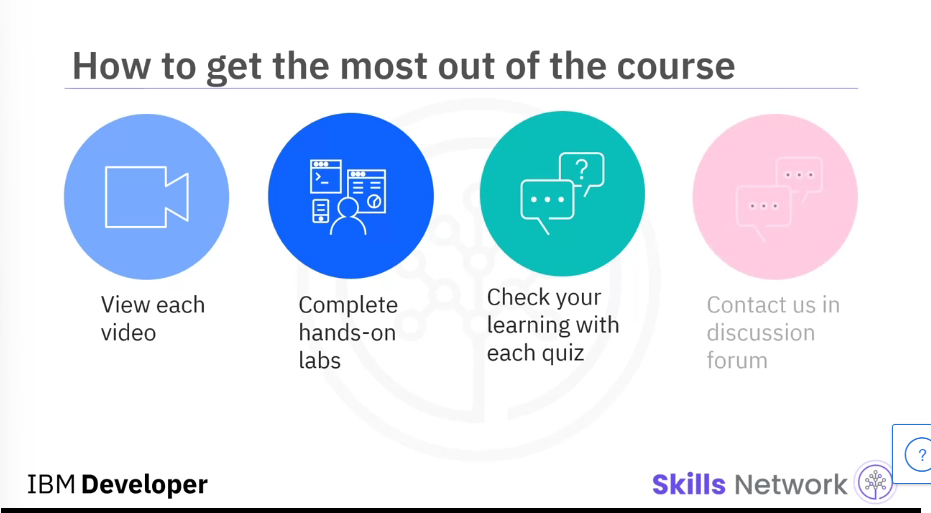 How to get the most out of the course
?
View each
video
Complete
hands-on
labs
Check your
learning with
each quiz
Contact us in
discussion
forum
IBM Developer
Skills Network
?